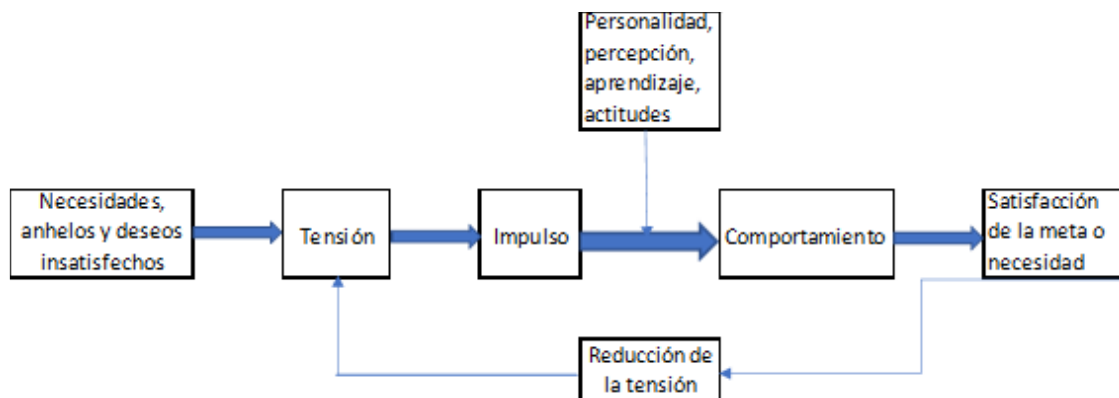 Personalidad,
percepción,
aprendizaje,
actitudes
Necesidades,
anhelos y deseos
insatisfechos
Tensión
Impulso
Comportamiento
Satisfacción
de la meta o
necesidad
Reducción de
la tensión